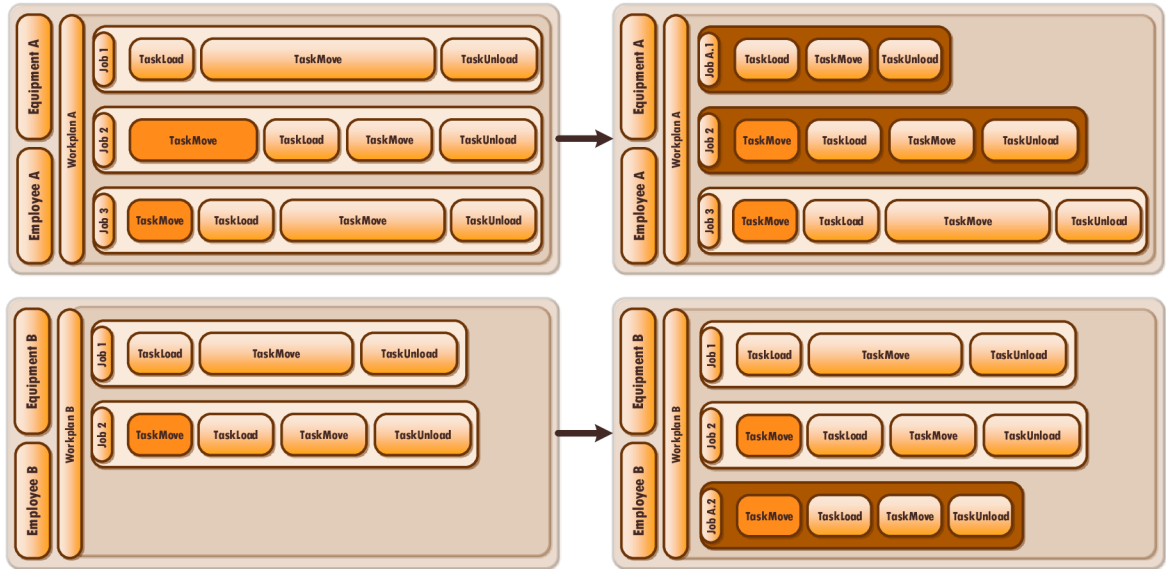 Equipment A
Employee A
Workplan A
Job 1
TaskLoad
TaskMove
TaskUnload
Job 2
TaskMove
TaskLoad
TaskMove
TaskUnload
Job 3
TaskMove
TaskLoad
TaskMove
TaskUnload
Equipment A
Employee A
Workplan A
Job A.1
TaskLoad
TaskMove
TaskUnload
Job 2
TaskMove
TaskLoad
TaskMove
TaskUnload
Job 3
TaskMove
TaskLoad
TaskMove
TaskUnload
Equipment B
Employee B
Workplan B
Job 1
TaskLoad
TaskMove
TaskUnload
Job 2
TaskMove
TaskLoad
TaskMove
TaskUnload
Equipment B
Employee B
Workplan B
Job 1
TaskLoad
TaskMove
TaskUnload
Job 2
TaskMove
TaskLoad
TaskMove
TaskUnload
Job A.2
TaskMove
TaskLoad
TaskMove
TaskUnload